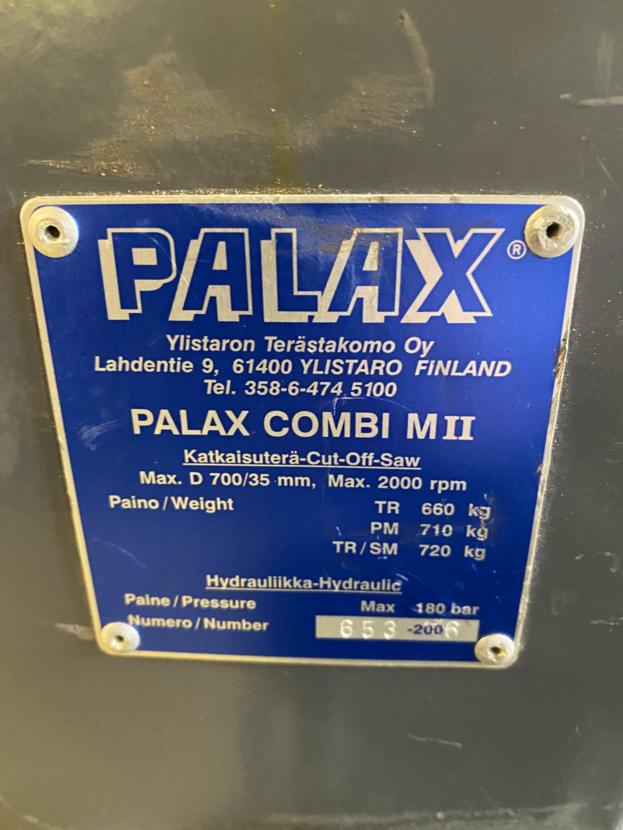 PALAX®
Ylistaron Terästakomo Oy
Lahdentie 9, 61400 YLISTARO FINLAND
Tel. 358-6-474 5100
PALAX COMBI M II
Katkaisuterä-Cut-Off-Saw
Max. D 700/35 mm, Max. 2000 rpm
Paino/Weight TR 660 kg
PM 710 kg
TR/SM 720 kg
Hydrauliikka-Hydraulic
Paine/Pressure Max 180 bar
Numero/Number 653 -2006